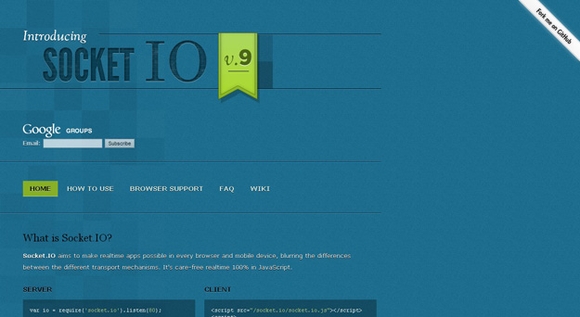 Fork me on GitHub
Introducing
SOCKET IO
v.9
Google GROUPS
Email:
Subscribe
HOME HOW TO USE BROWSER SUPPORT FAQ WIKI
What is Socket.IO?
Socket.IO aims to make realtime apps possible in every browser and mobile device, blurring the differences
between the different transport mechanisms. It's care-free realtime 100% in JavaScript.
SERVER
CLIENT
var io = require('socket.io').listen(80);
<script src="/socket.io/socket.io.js"></script>